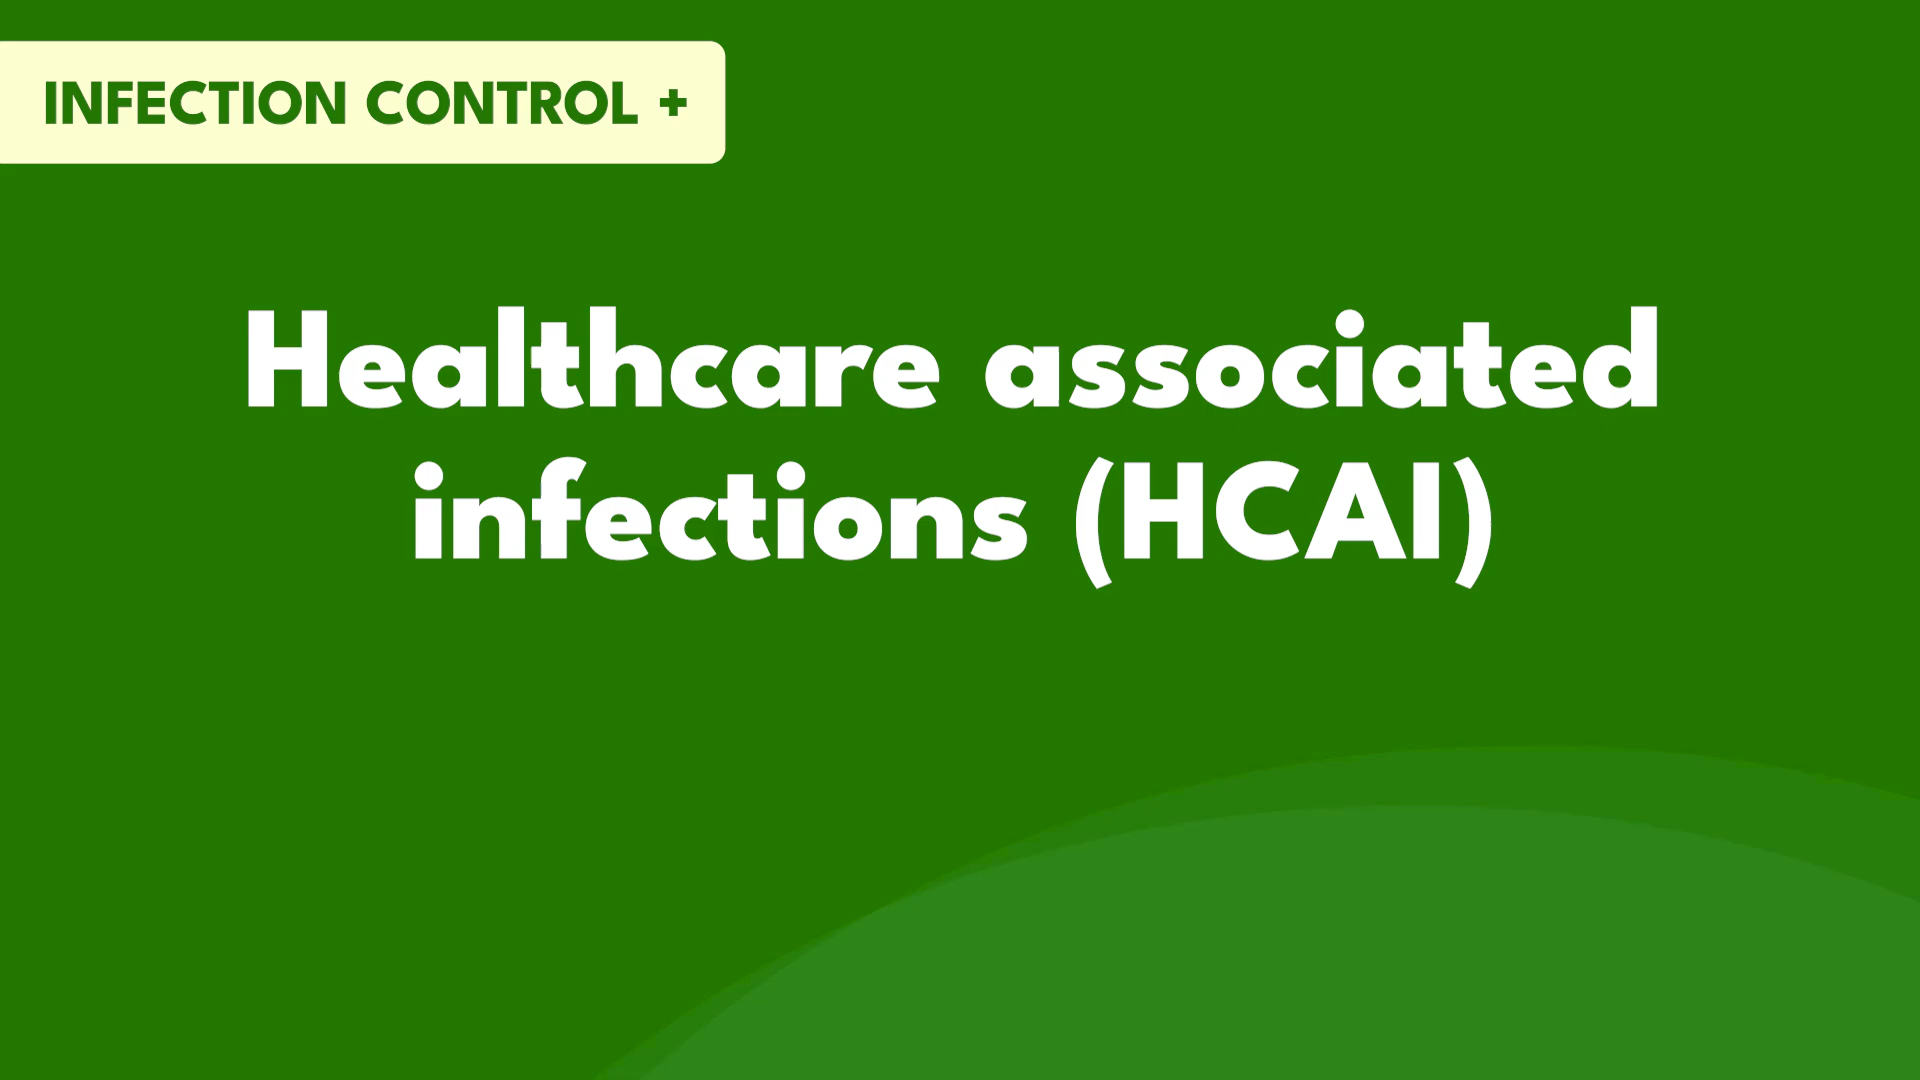 INFECTION CONTROL +
Healthcare associated
infections (HCAI)